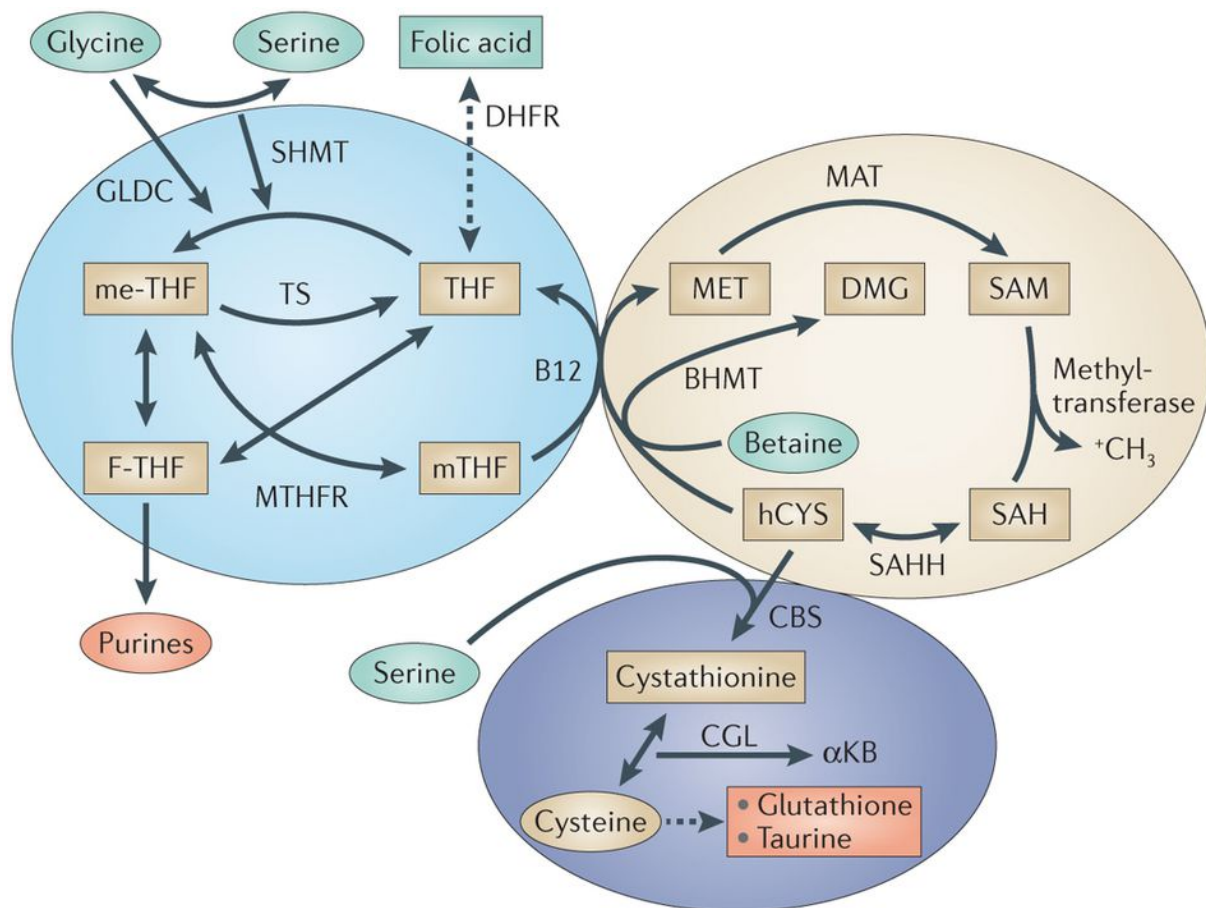 Glycine
Serine
Folic acid
DHFR
SHMT
GLDC
MAT
me-THF
TS
THF
MET
DMG
SAM
B12
BHMT
Methyl-
transferase
Betaine
⁺CH₃
F-THF
MTHFR
mTHF
hCYS
SAHH
SAH
Purines
Serine
CBS
Cystathionine
CGL
αKB
Cysteine
• Glutathione
• Taurine